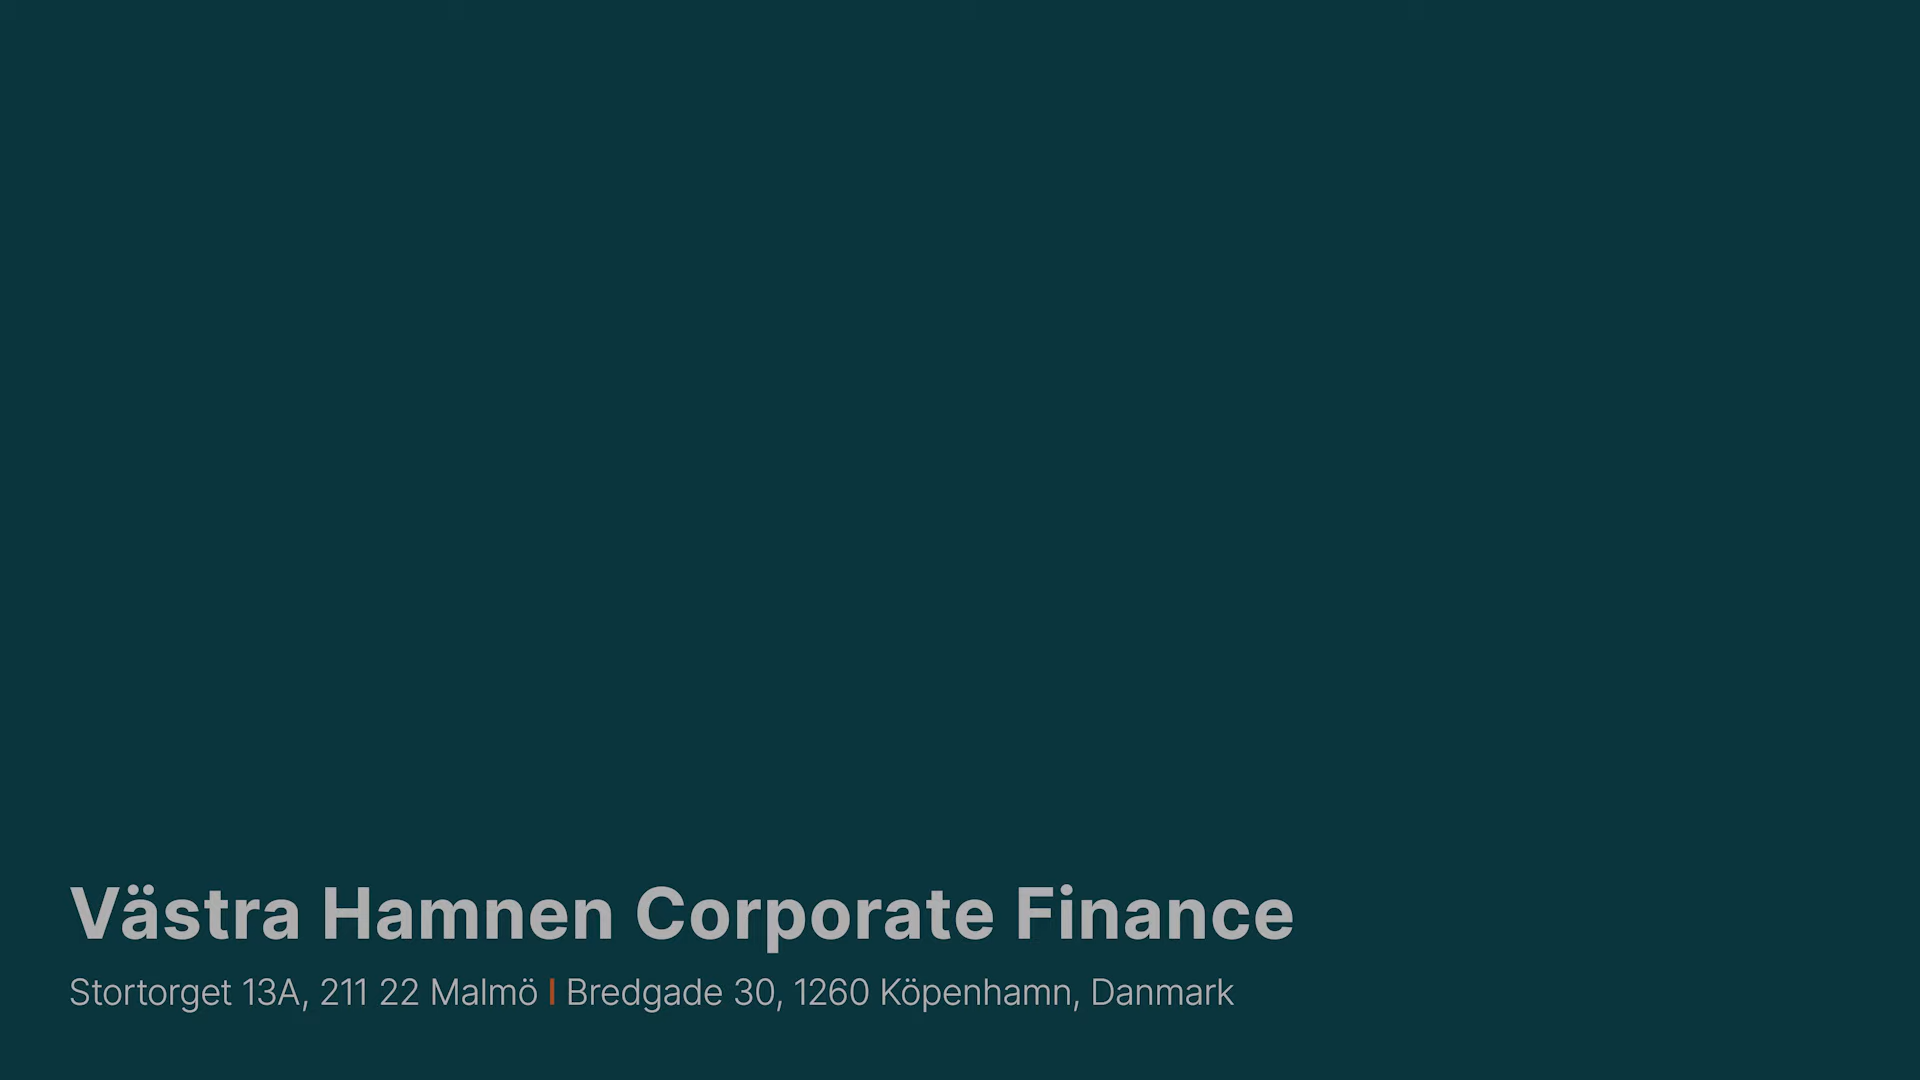 Västra Hamnen Corporate Finance
Stortorget 13A, 211 22 Malmö | Bredgade 30, 1260 Köpenhamn, Danmark